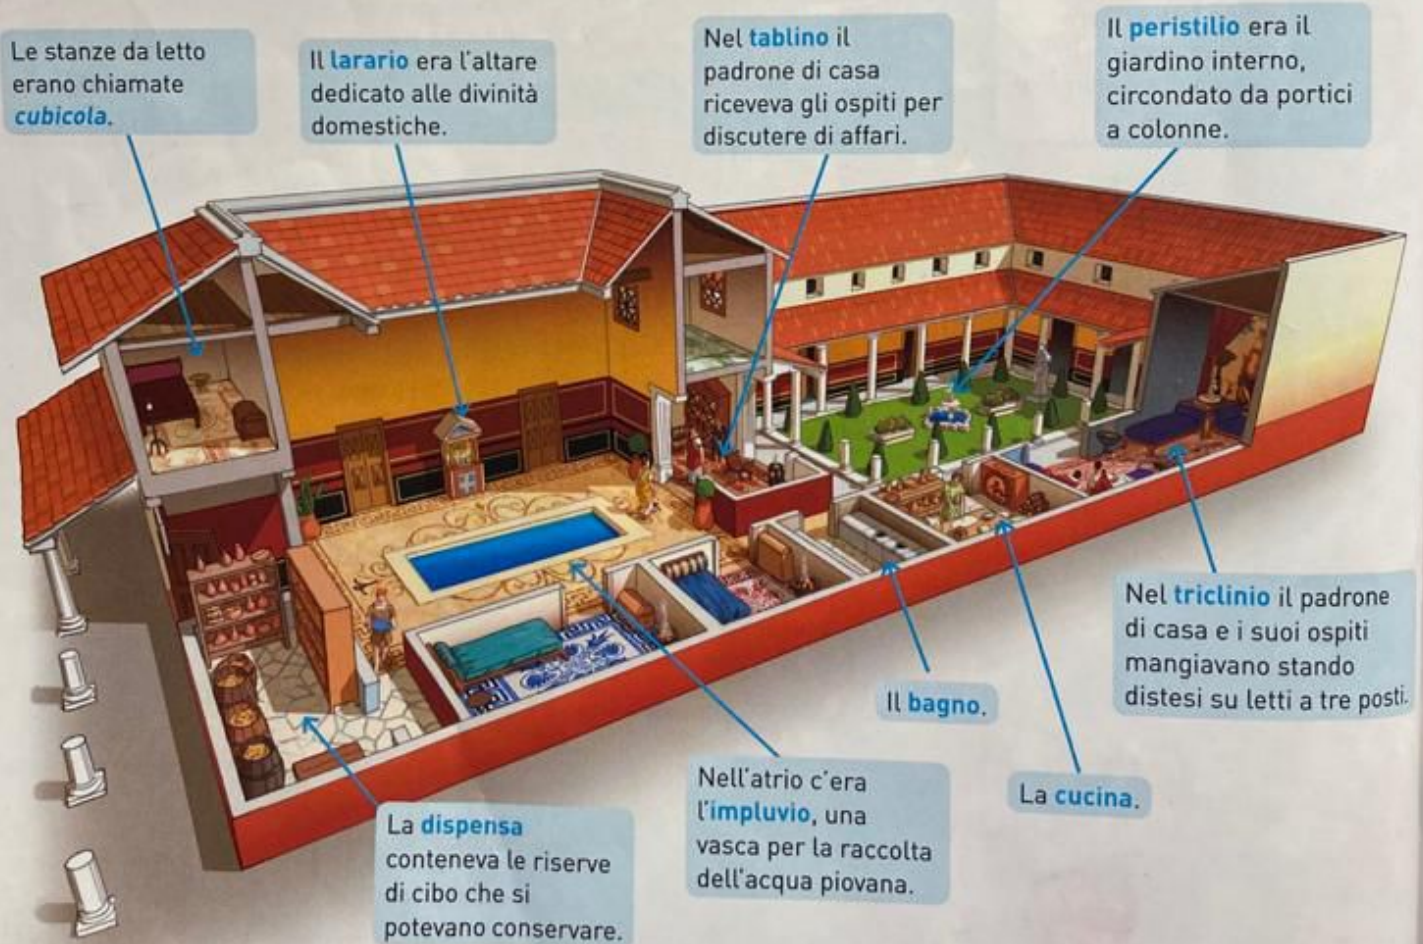 Le stanze da letto
erano chiamate
cubicola.
Il larario era l'altare
dedicato alle divinità
domestiche.
Nel tablino il
padrone di casa
riceveva gli ospiti per
discutere di affari.
Il peristilio era il
giardino interno,
circondato da portici
a colonne.
Nel triclinio il padrone
di casa e i suoi ospiti
mangiavano stando
distesi su letti a tre posti.
Il bagno.
La cucina.
Nell'atrio c'era
l'impluvio, una
vasca per la raccolta
dell'acqua piovana.
La dispensa
conteneva le riserve
di cibo che si
potevano conservare.